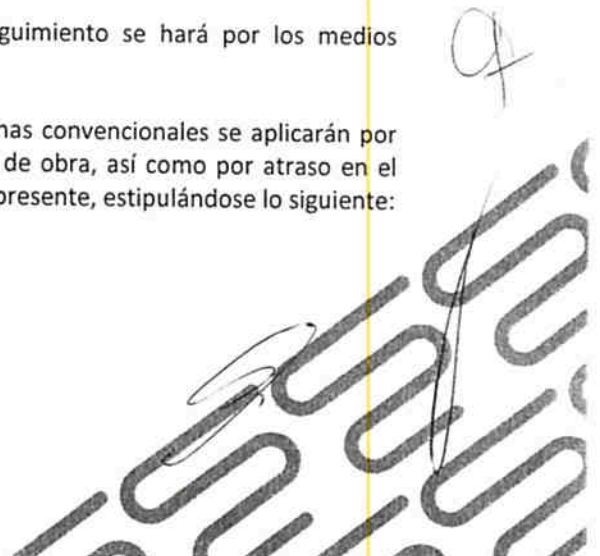 guimiento se hará por los medios
nas convencionales se aplicarán por
de obra, así como por atraso en el
presente, estipulándose lo siguiente: